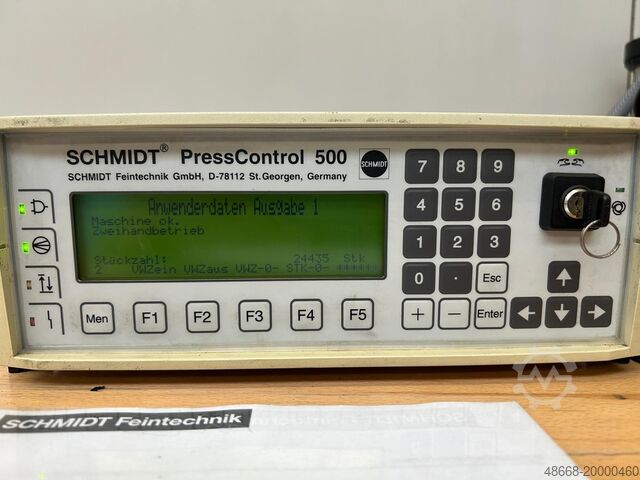 SCHMIDT® PressControl 500
SCHMIDT
SCHMIDT Feintechnik GmbH, D-78112 St.Georgen, Germany
Anwenderdaten Ausgabe 1
Maschine ok.
Zweihandbetrieb
Stückzahl: 24435 Stk
2 VWZein VWZaus VWZ-0- STK-0- *****
Men F1 F2 F3 F4 F5
7 8 9
4 5 6
1 2 3
0 . Esc
+ - Enter
SCHMIDT Feintechnik
48668-20000460